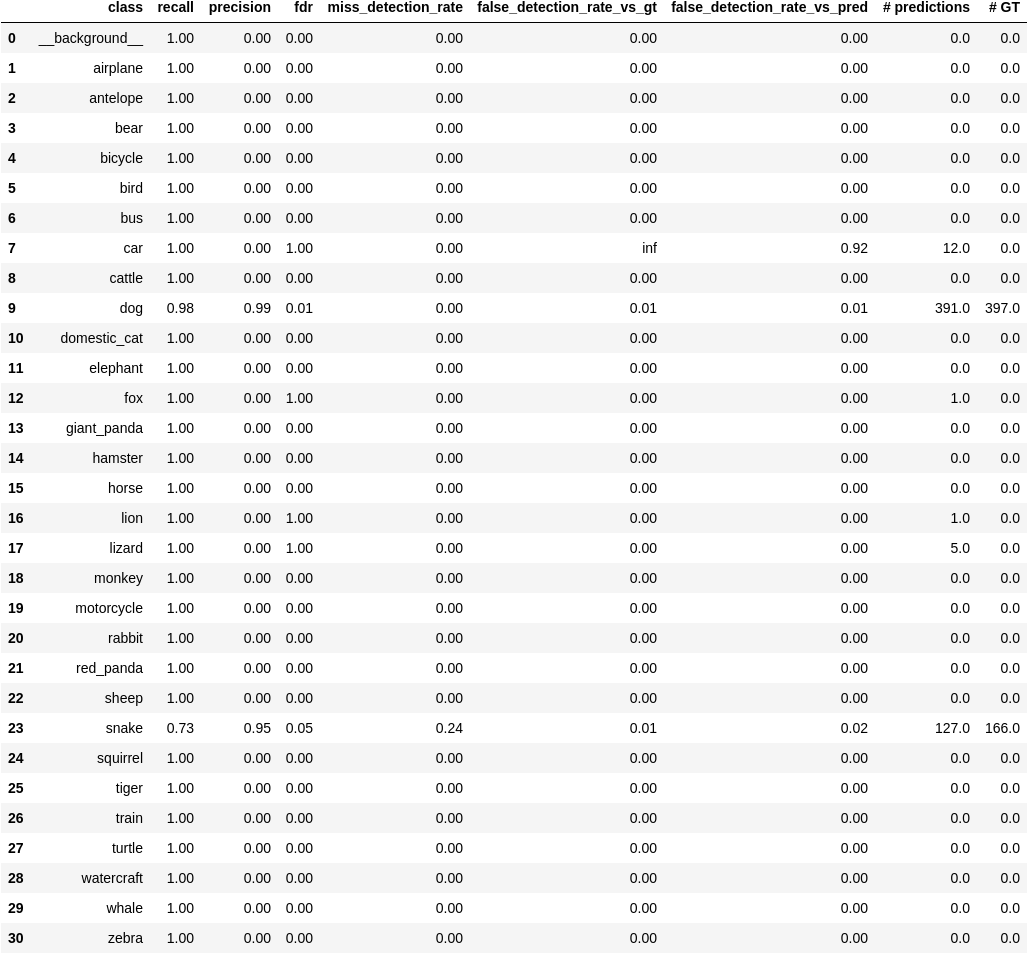 class recall precision fdr miss_detection_rate false_detection_rate_vs_gt false_detection_rate_vs_pred # predictions # GT
0 __background__ 1.00 0.00 0.00 0.00 0.00 0.00 0.0 0.0
1 airplane 1.00 0.00 0.00 0.00 0.00 0.00 0.0 0.0
2 antelope 1.00 0.00 0.00 0.00 0.00 0.00 0.0 0.0
3 bear 1.00 0.00 0.00 0.00 0.00 0.00 0.0 0.0
4 bicycle 1.00 0.00 0.00 0.00 0.00 0.00 0.0 0.0
5 bird 1.00 0.00 0.00 0.00 0.00 0.00 0.0 0.0
6 bus 1.00 0.00 0.00 0.00 0.00 0.00 0.0 0.0
7 car 1.00 0.00 1.00 0.00 inf 0.92 12.0 0.0
8 cattle 1.00 0.00 0.00 0.00 0.00 0.00 0.0 0.0
9 dog 0.98 0.99 0.01 0.00 0.01 0.01 391.0 397.0
10 domestic_cat 1.00 0.00 0.00 0.00 0.00 0.00 0.0 0.0
11 elephant 1.00 0.00 0.00 0.00 0.00 0.00 0.0 0.0
12 fox 1.00 0.00 1.00 0.00 0.00 0.00 1.0 0.0
13 giant_panda 1.00 0.00 0.00 0.00 0.00 0.00 0.0 0.0
14 hamster 1.00 0.00 0.00 0.00 0.00 0.00 0.0 0.0
15 horse 1.00 0.00 0.00 0.00 0.00 0.00 0.0 0.0
16 lion 1.00 0.00 1.00 0.00 0.00 0.00 1.0 0.0
17 lizard 1.00 0.00 1.00 0.00 0.00 0.00 5.0 0.0
18 monkey 1.00 0.00 0.00 0.00 0.00 0.00 0.0 0.0
19 motorcycle 1.00 0.00 0.00 0.00 0.00 0.00 0.0 0.0
20 rabbit 1.00 0.00 0.00 0.00 0.00 0.00 0.0 0.0
21 red_panda 1.00 0.00 0.00 0.00 0.00 0.00 0.0 0.0
22 sheep 1.00 0.00 0.00 0.00 0.00 0.00 0.0 0.0
23 snake 0.73 0.95 0.05 0.24 0.01 0.02 127.0 166.0
24 squirrel 1.00 0.00 0.00 0.00 0.00 0.00 0.0 0.0
25 tiger 1.00 0.00 0.00 0.00 0.00 0.00 0.0 0.0
26 train 1.00 0.00 0.00 0.00 0.00 0.00 0.0 0.0
27 turtle 1.00 0.00 0.00 0.00 0.00 0.00 0.0 0.0
28 watercraft 1.00 0.00 0.00 0.00 0.00 0.00 0.0 0.0
29 whale 1.00 0.00 0.00 0.00 0.00 0.00 0.0 0.0
30 zebra 1.00 0.00 0.00 0.00 0.00 0.00 0.0 0.0